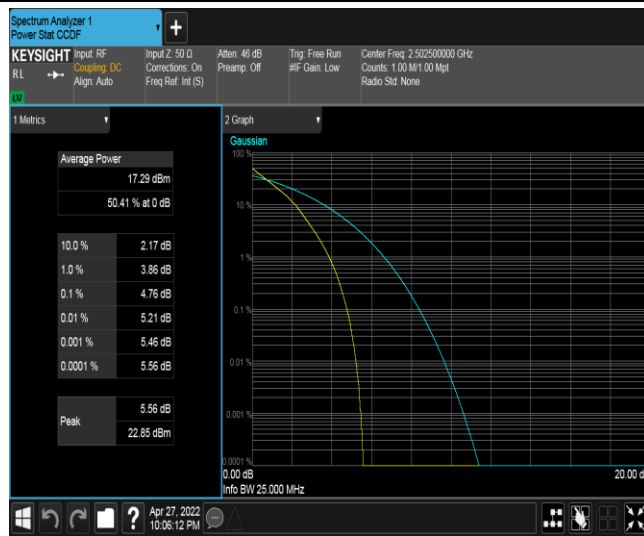 Spectrum Analyzer 1
Power Stat CCDF
+
KEYSIGHT Input: RF Input Z: 50 Ω Atten: 46 dB Trig: Free Run Center Freq: 2.502500000 GHz
RL Coupling: DC Corrections: On Preamp: Off #IF Gain: Low Counts: 1.00 M/1.00 Mpt
Align: Auto Freq Ref: Int (S) Radio Std: None
1 Metrics
Average Power
17.29 dBm
50.41 % at 0 dB
10.0 % 2.17 dB
1.0 % 3.86 dB
0.1 % 4.76 dB
0.01 % 5.21 dB
0.001 % 5.46 dB
0.0001 % 5.56 dB
Peak 5.56 dB
22.85 dBm
2 Graph
Gaussian
100 %
10 %
1 %
0.1 %
0.01 %
0.001 %
0.0001 %
0.00 dB 20.00 d
Info BW 25.000 MHz
? Apr 27, 2022
10:06:12 PM